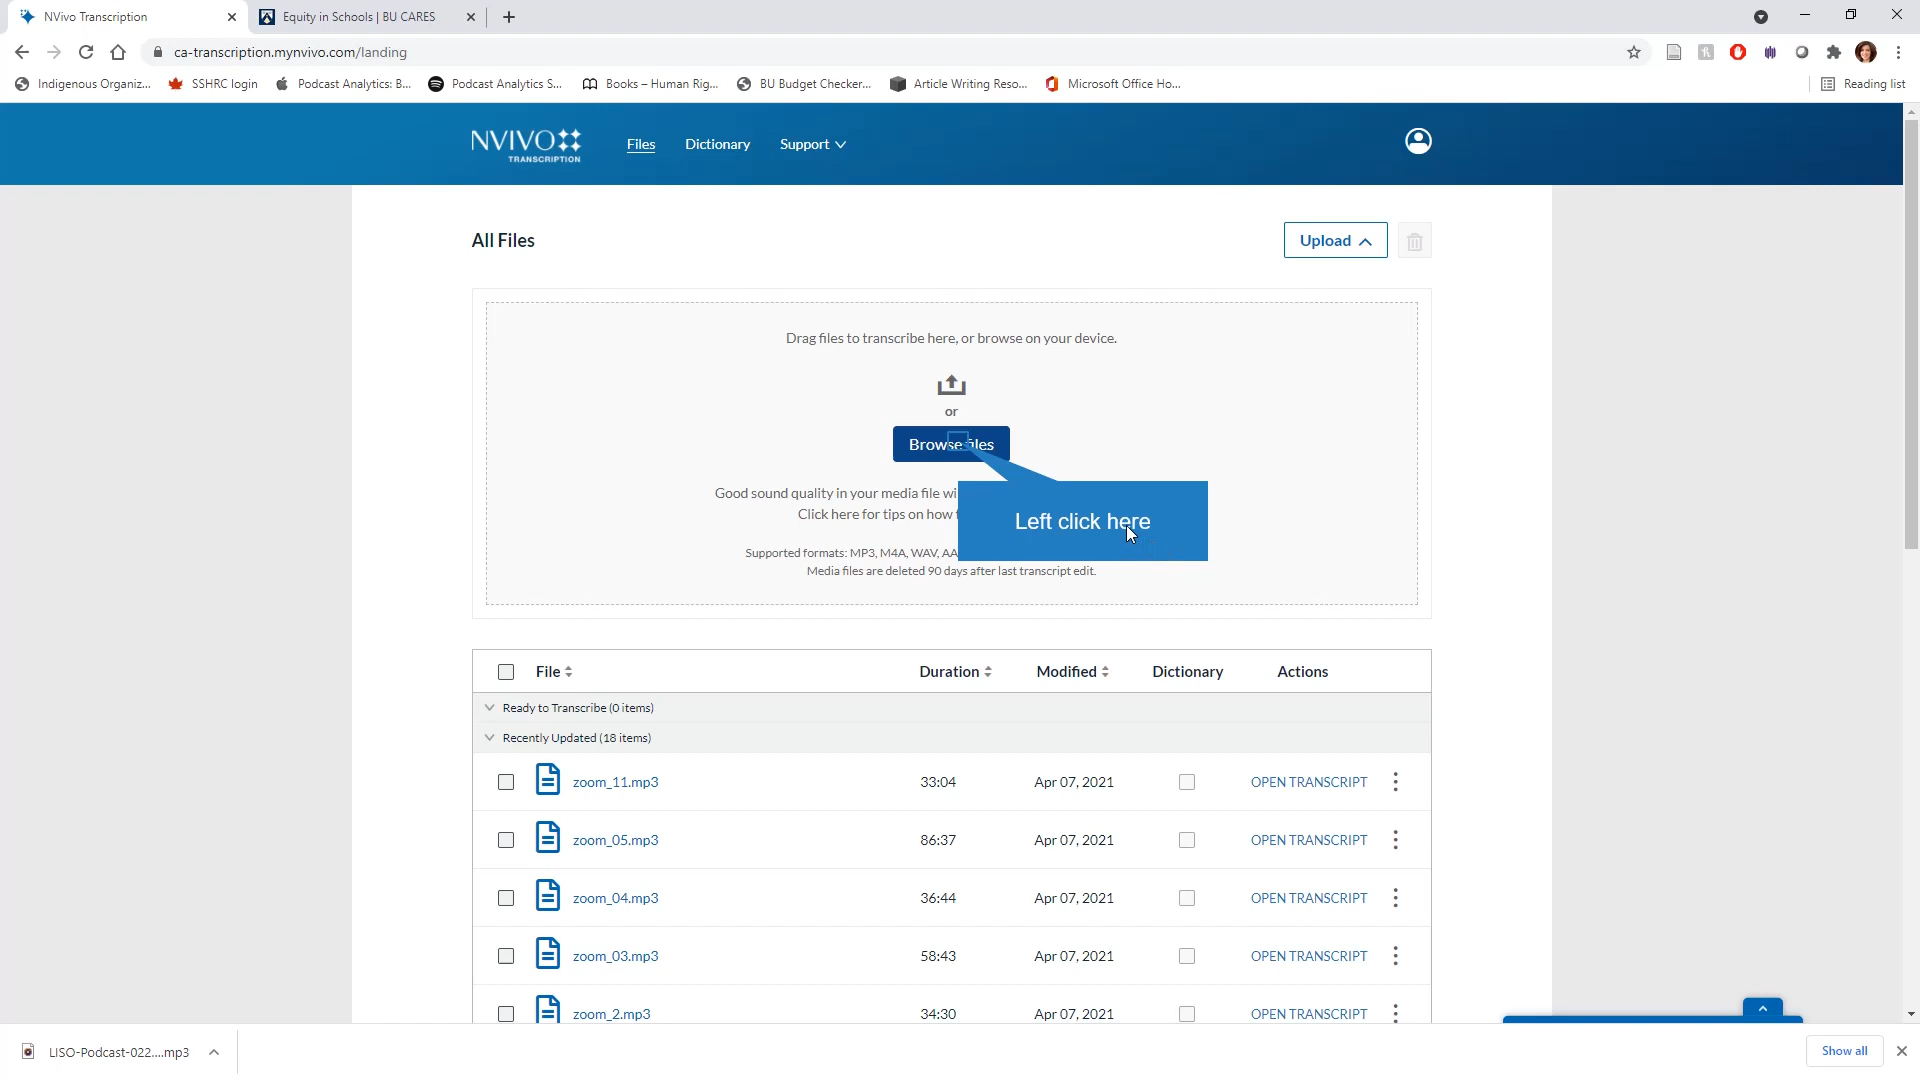 NVivo Transcription
Equity in Schools | BU CARES
ca-transcription.mynvivo.com/landing
Indigenous Organiz...
SSHRC login
Podcast Analytics: B...
Podcast Analytics S...
Books – Human Rig...
BU Budget Checker...
Article Writing Reso...
Microsoft Office Ho...
Reading list
NVIVO
TRANSCRIPTION
Files
Dictionary
Support
All Files
Upload
Drag files to transcribe here, or browse on your device.
or
Browse files
Good sound quality in your media file wi
Click here for tips on how
Left click here
Supported formats: MP3, M4A, WAV, AA
Media files are deleted 90 days after last transcript edit.
File Duration Modified Dictionary Actions
Ready to Transcribe (0 items)
Recently Updated (18 items)
zoom_11.mp3 33:04 Apr 07, 2021 OPEN TRANSCRIPT
zoom_05.mp3 86:37 Apr 07, 2021 OPEN TRANSCRIPT
zoom_04.mp3 36:44 Apr 07, 2021 OPEN TRANSCRIPT
zoom_03.mp3 58:43 Apr 07, 2021 OPEN TRANSCRIPT
zoom_2.mp3 34:30 Apr 07, 2021 OPEN TRANSCRIPT
LISO-Podcast-022....mp3
Show all